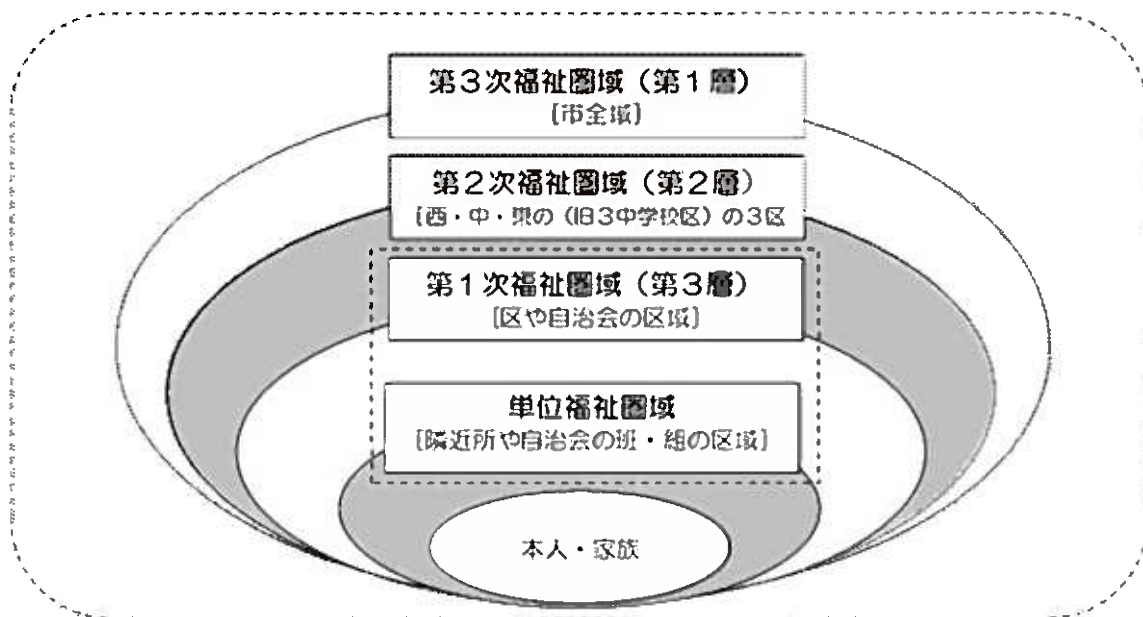 第3次福祉圏域（第1層）
［市全域］
第2次福祉圏域（第2層）
［西・中・東の（旧3中学校区）の3区
第1次福祉圏域（第3層）
［区や自治会の区域］
単位福祉圏域
［隣近所や自治会の班・組の区域］
本人・家族